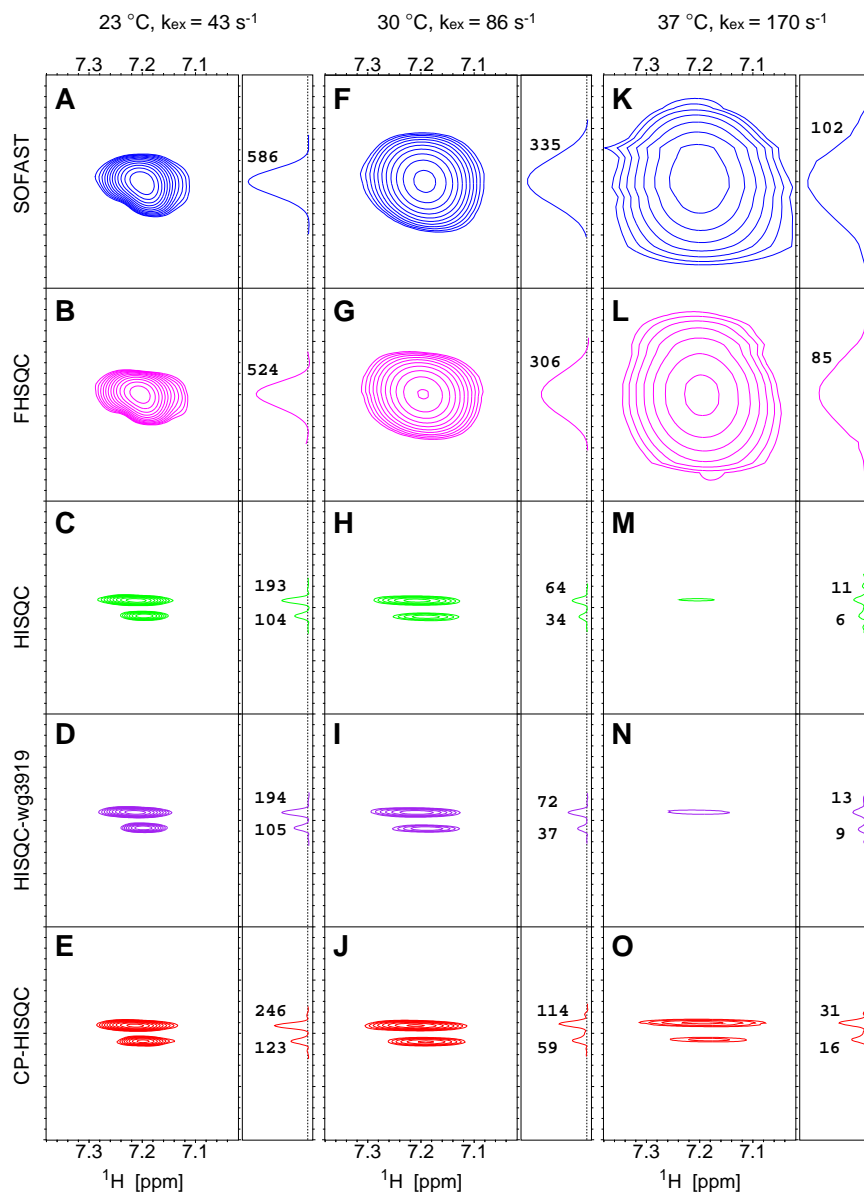 23 °C, kex = 43 s-1 30 °C, kex = 86 s-1 37 °C, kex = 170 s-1
7.3 7.2 7.1 7.3 7.2 7.1 7.3 7.2 7.1
SOFAST
A 586 F 335 K 102
FHSQC
B 524 G 306 L 85
HISQC
C 193 H 64 M 11
104 34 6
HISQC-wg3919
D 194 I 72 N 13
105 37 9
CP-HISQC
E 246 J 114 O 31
123 59 16
7.3 7.2 7.1 7.3 7.2 7.1 7.3 7.2 7.1
1H [ppm] 1H [ppm] 1H [ppm]